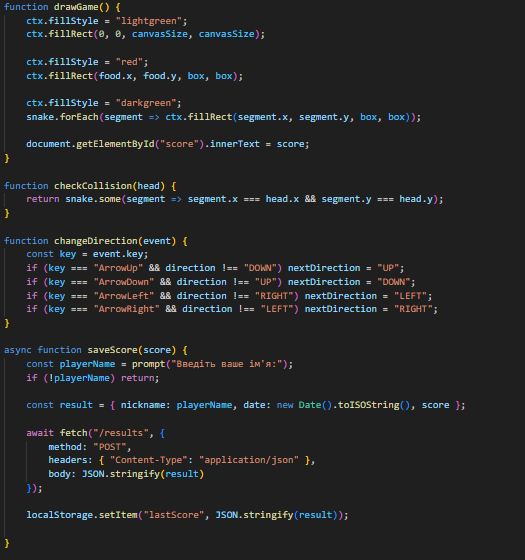 function drawGame() {
    ctx.fillStyle = "lightgreen";
    ctx.fillRect(0, 0, canvasSize, canvasSize);

    ctx.fillStyle = "red";
    ctx.fillRect(food.x, food.y, box, box);

    ctx.fillStyle = "darkgreen";
    snake.forEach(segment => ctx.fillRect(segment.x, segment.y, box, box));

    document.getElementById("score").innerText = score;
}

function checkCollision(head) {
    return snake.some(segment => segment.x === head.x && segment.y === head.y);
}

function changeDirection(event) {
    const key = event.key;
    if (key === "ArrowUp" && direction !== "DOWN") nextDirection = "UP";
    if (key === "ArrowDown" && direction !== "UP") nextDirection = "DOWN";
    if (key === "ArrowLeft" && direction !== "RIGHT") nextDirection = "LEFT";
    if (key === "ArrowRight" && direction !== "LEFT") nextDirection = "RIGHT";
}

async function saveScore(score) {
    const playerName = prompt("Введіть ваше ім'я:");
    if (!playerName) return;

    const result = { nickname: playerName, date: new Date().toISOString(), score };

    await fetch("/results", {
        method: "POST",
        headers: { "Content-Type": "application/json" },
        body: JSON.stringify(result)
    });

    localStorage.setItem("lastScore", JSON.stringify(result));

}